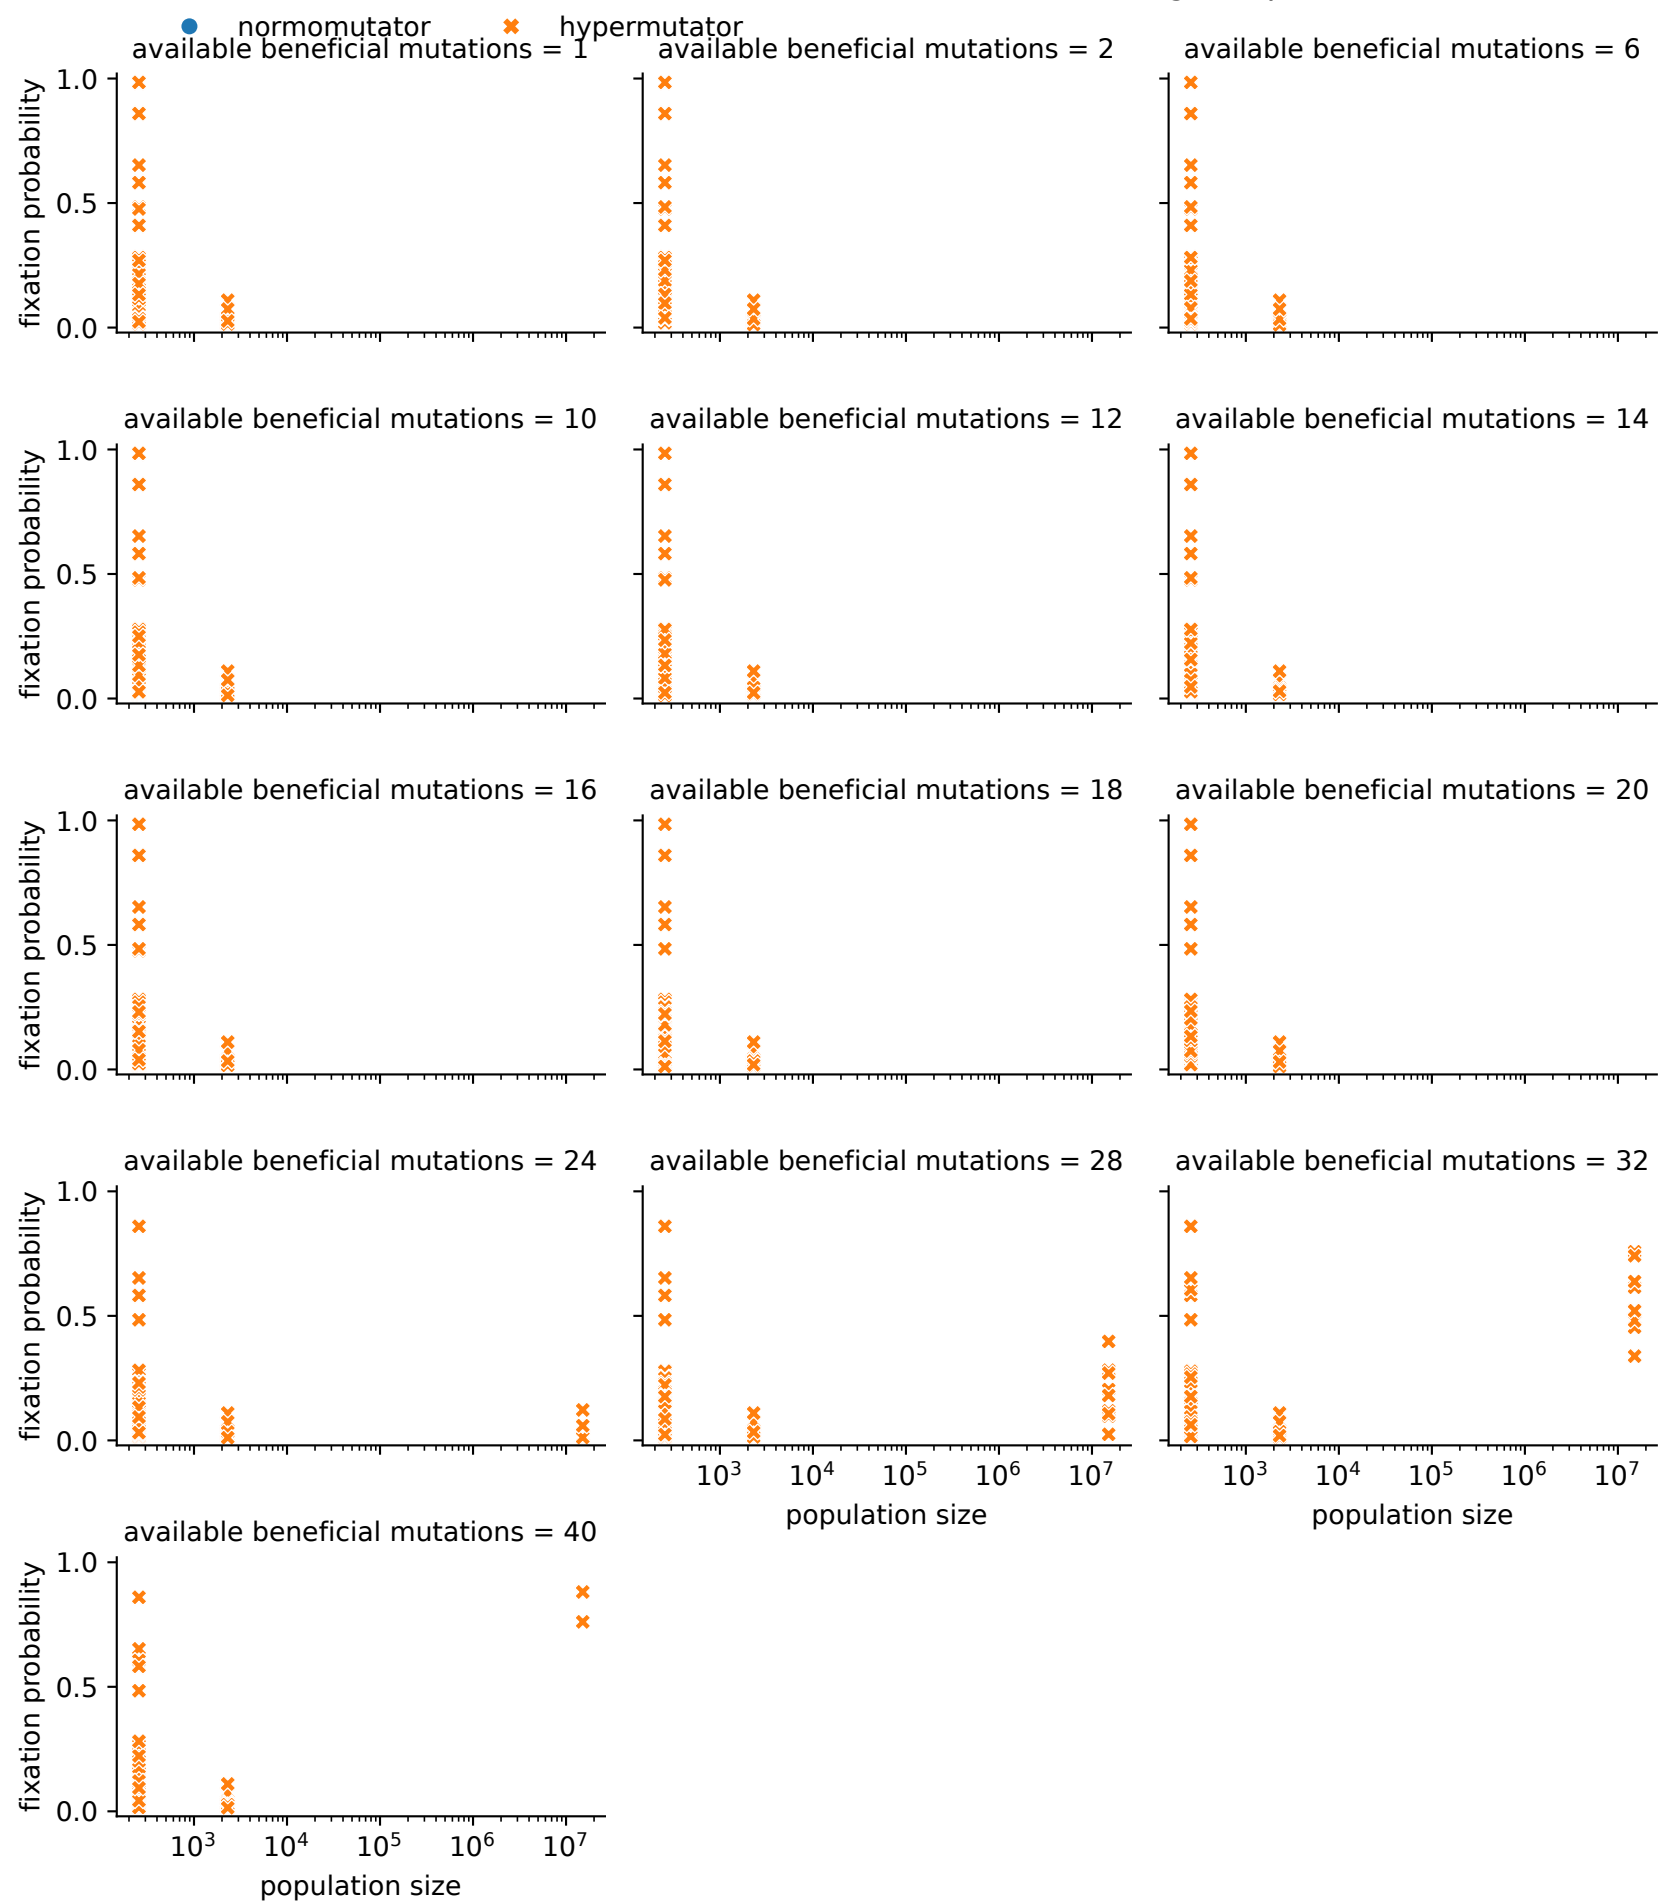 normomutator hypermutator
available beneficial mutations = 1 available beneficial mutations = 2 available beneficial mutations = 6
fixation probability
1.0
0.5
0.0
available beneficial mutations = 10 available beneficial mutations = 12 available beneficial mutations = 14
fixation probability
1.0
0.5
0.0
available beneficial mutations = 16 available beneficial mutations = 18 available beneficial mutations = 20
fixation probability
1.0
0.5
0.0
available beneficial mutations = 24 available beneficial mutations = 28 available beneficial mutations = 32
fixation probability
1.0
0.5
0.0
10³ 10⁴ 10⁵ 10⁶ 10⁷ 10³ 10⁴ 10⁵ 10⁶ 10⁷
population size population size
available beneficial mutations = 40
fixation probability
1.0
0.5
0.0
10³ 10⁴ 10⁵ 10⁶ 10⁷
population size